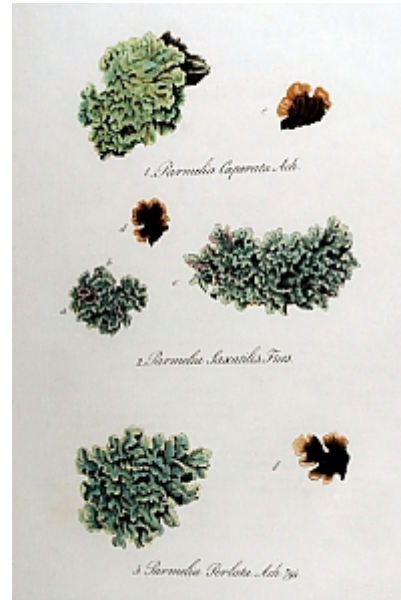 1. Parmelia Caperata Ach.
2. Parmelia Saxatilis Fries.
a
b
c
d
3. Parmelia Perlata Ach.